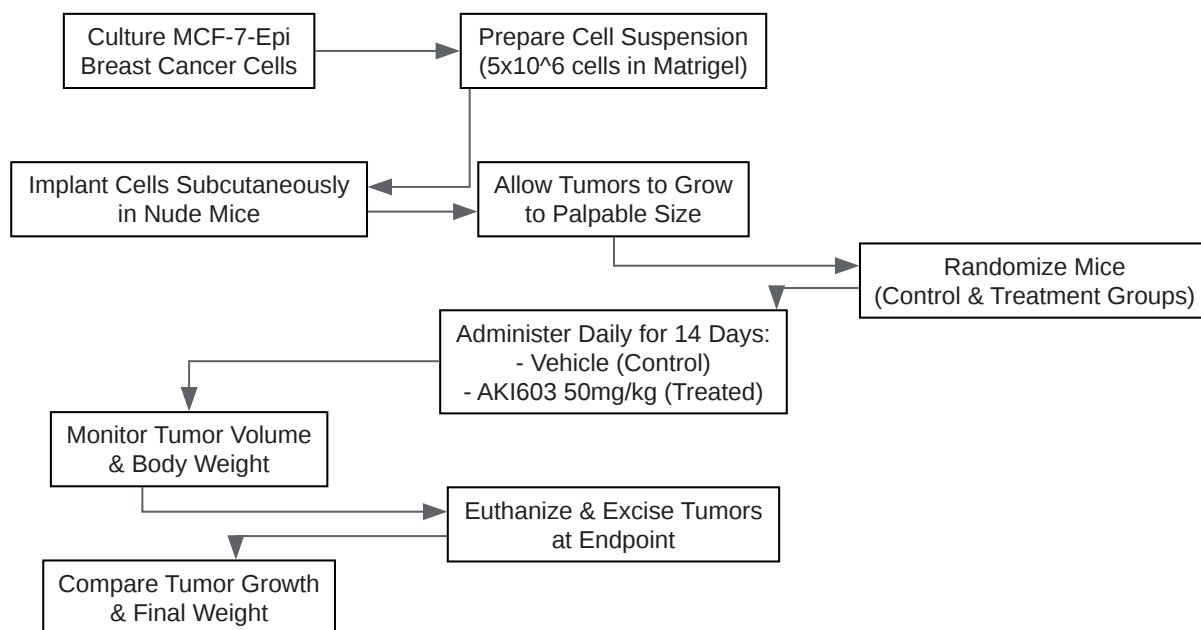 Culture MCF-7-Epi
Breast Cancer Cells
Prepare Cell Suspension
(5x10^6 cells in Matrigel)
Implant Cells Subcutaneously
in Nude Mice
Allow Tumors to Grow
to Palpable Size
Randomize Mice
(Control & Treatment Groups)
Administer Daily for 14 Days:
- Vehicle (Control)
- AKI603 50mg/kg (Treated)
Monitor Tumor Volume
& Body Weight
Euthanize & Excise Tumors
at Endpoint
Compare Tumor Growth
& Final Weight